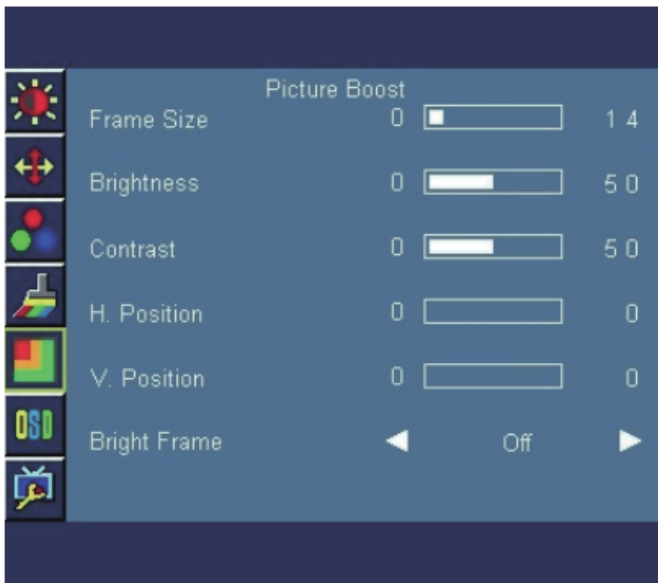 Picture Boost
Frame Size 0 14
Brightness 0 50
Contrast 0 50
H. Position 0 0
V. Position 0 0
OSD
Bright Frame Off